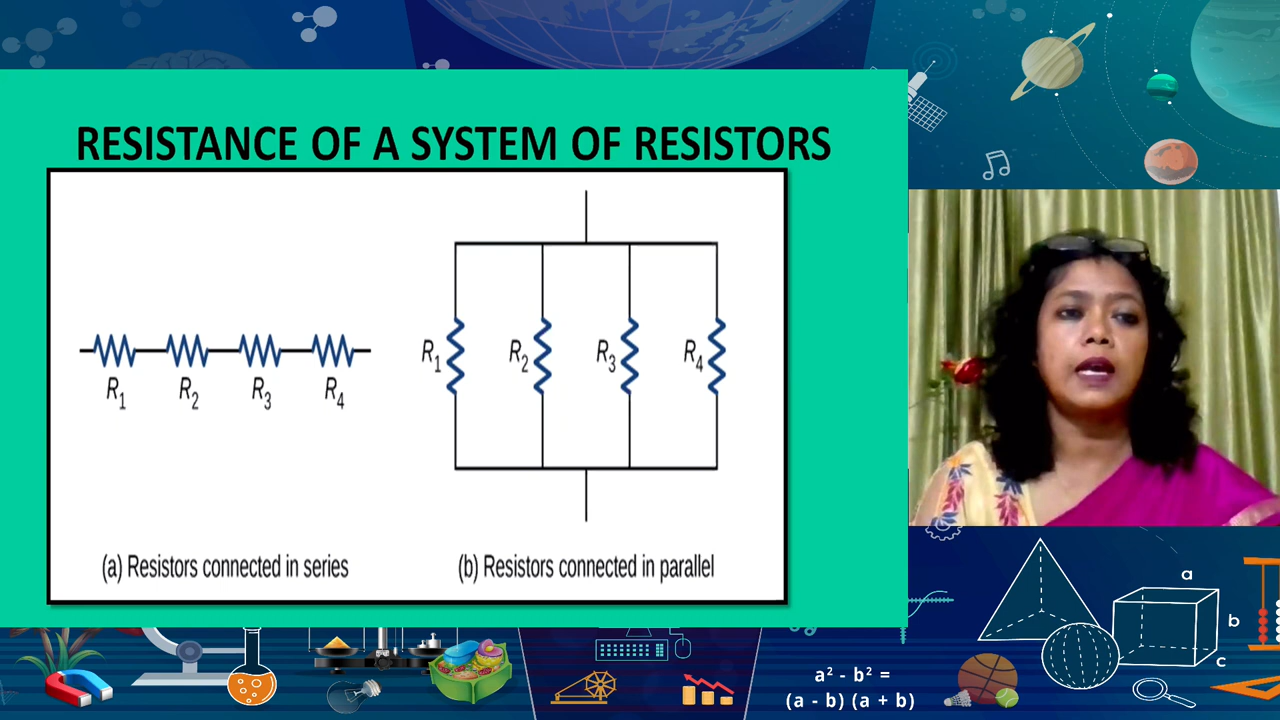 RESISTANCE OF A SYSTEM OF RESISTORS
R1 R2 R3 R4
R1 R2 R3 R4
(a) Resistors connected in series
(b) Resistors connected in parallel
a
b
c
a² - b² =
(a - b) (a + b)